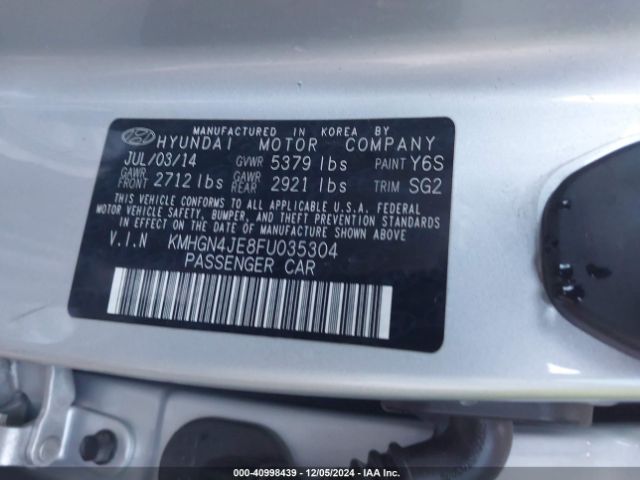 MANUFACTURED IN KOREA BY
HYUNDAI MOTOR COMPANY
JUL/03/14 GVWR 5379 lbs PAINT Y6S
GAWR FRONT 2712 lbs GAWR REAR 2921 lbs TRIM SG2
THIS VEHICLE CONFORMS TO ALL APPLICABLE U.S.A. FEDERAL
MOTOR VEHICLE SAFETY, BUMPER, AND THEFT PREVENTION STANDARDS
IN EFFECT ON THE DATE OF MANUFACTURE SHOWN ABOVE.
V.I.N KMHGN4JE8FU035304
PASSENGER CAR
000-40998439 - 12/05/2024 - IAA Inc.